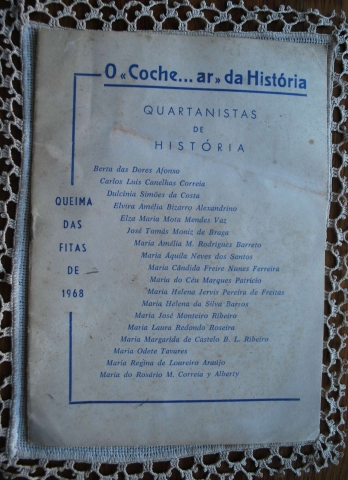 O «Coche... ar» da História
QUARTANISTAS
DE
HISTÓRIA
Berta das Dores Afonso
Carlos Luis Canelhas Correia
Dulcínia Simões da Costa
Elvira Amélia Bizarro Alexandrino
Elza Maria Mota Mendes Vaz
José Tomás Moniz de Braga
Maria Amélia M. Rodrigues Barreto
Maria Aquila Neves dos Santos
Maria Cândida Freire Nunes Ferreira
Maria do Céu Marques Patrício
Maria Helena Jervis Pereira de Freitas
Maria Helena da Silva Barros
Maria José Monteiro Ribeiro
Maria Laura Redondo Roseiro
Maria Margarida de Castelo B. L. Ribeiro
Maria Odete Tavares
Maria Regina de Loureiro Araújo
Maria do Rosário M. Correia y Alberty
QUEIMA
DAS
FITAS
DE
1968